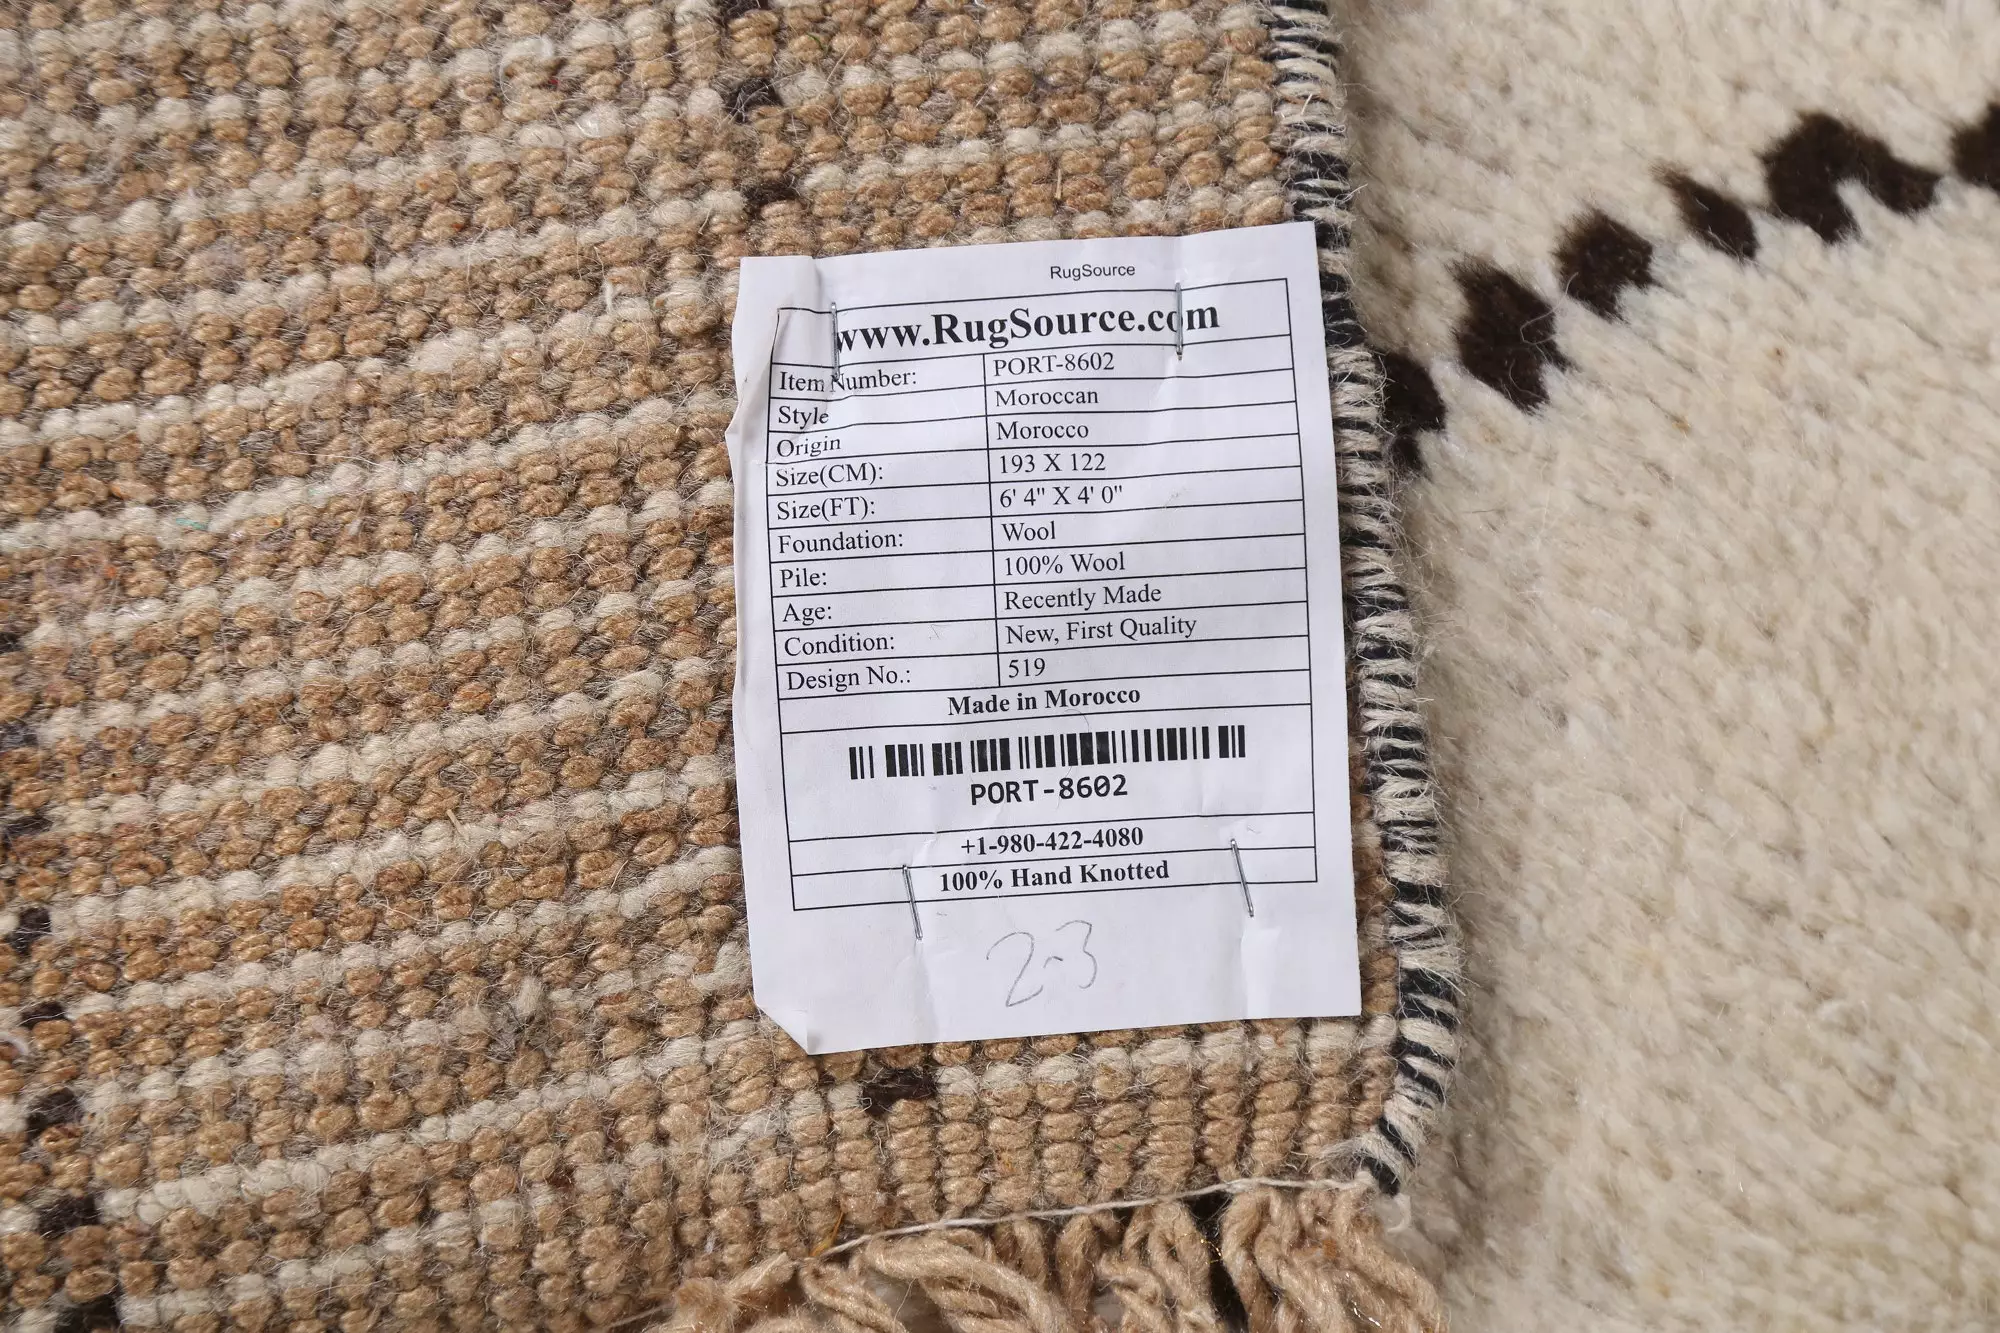 RugSource
www.RugSource.com
Item Number: PORT-8602
Style Moroccan
Origin Morocco
Size(CM): 193 X 122
Size(FT): 6' 4" X 4' 0"
Foundation: Wool
Pile: 100% Wool
Age: Recently Made
Condition: New, First Quality
Design No.: 519
Made in Morocco
PORT-8602
+1-980-422-4080
100% Hand Knotted
2-3